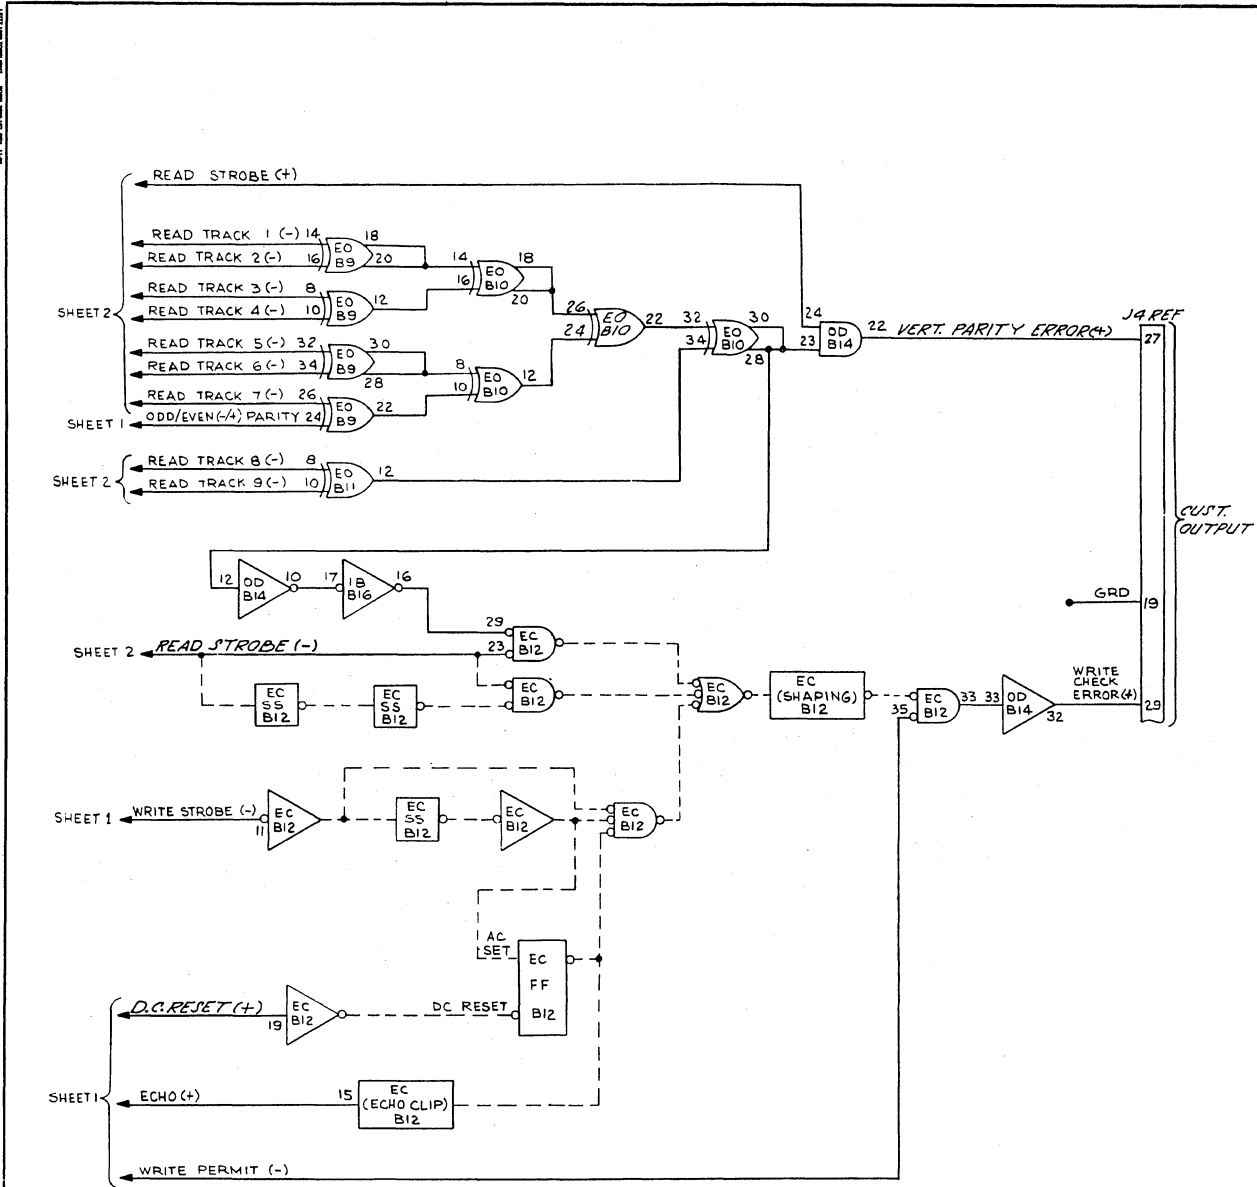 READ STROBE (+)
READ TRACK 1 (-) 14
18
READ TRACK 2 (-) 16
EO
B9
20
14
16
EO
B10
18
20
READ TRACK 3 (-) 8
READ TRACK 4 (-) 10
EO
B9
12
SHEET 2
26
24
EO
B10
22
32
34
EO
B10
30
28
24
23
OD
B14
22
VERT. PARITY ERROR(+)
J4 REF
27
READ TRACK 5 (-) 32
READ TRACK 6 (-) 34
EO
B9
30
28
8
10
EO
B10
12
READ TRACK 7 (-) 26
SHEET 1
ODD/EVEN (-/+) PARITY 24
EO
B9
22
SHEET 2
READ TRACK 8 (-) 8
READ TRACK 9 (-) 10
EO
B11
12
CUST.
OUTPUT
12
OD
B14
10
17
IB
B16
16
GRD
19
29
23
EC
B12
SHEET 2
READ STROBE (-)
EC
SS
B12
EC
SS
B12
EC
B12
EC
B12
EC
(SHAPING)
B12
35
EC
B12
33
33
OD
B14
32
WRITE
CHECK
ERROR(+)
29
SHEET 1
WRITE STROBE (-)
11
EC
B12
EC
SS
B12
EC
B12
EC
B12
AC
SET
EC
FF
B12
D.C. RESET (+)
19
EC
B12
DC RESET
SHEET 1
ECHO (+)
15
EC
(ECHO CLIP)
B12
WRITE PERMIT (-)